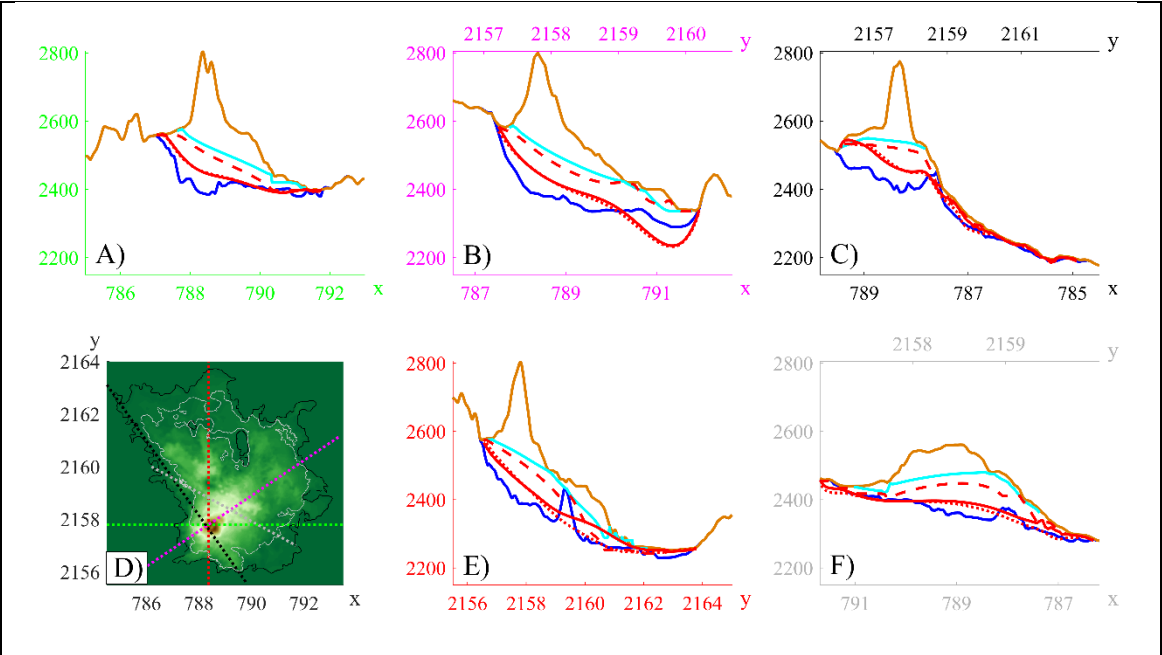 2157 2158 2159 2160 y
2157 2159 2161 y
2800 2800 2800
2600 2600 2600
2400 2400 2400
2200 2200 2200
A) B) C)
786 788 790 792 x
787 789 791 x
789 787 785 x
y
2164
2162
2160
2158
2156
D)
786 788 790 792 x
2800
2600
2400
2200
E)
2156 2158 2160 2162 2164 y
2158 2159 y
2800
2600
2400
2200
F)
791 789 787 x